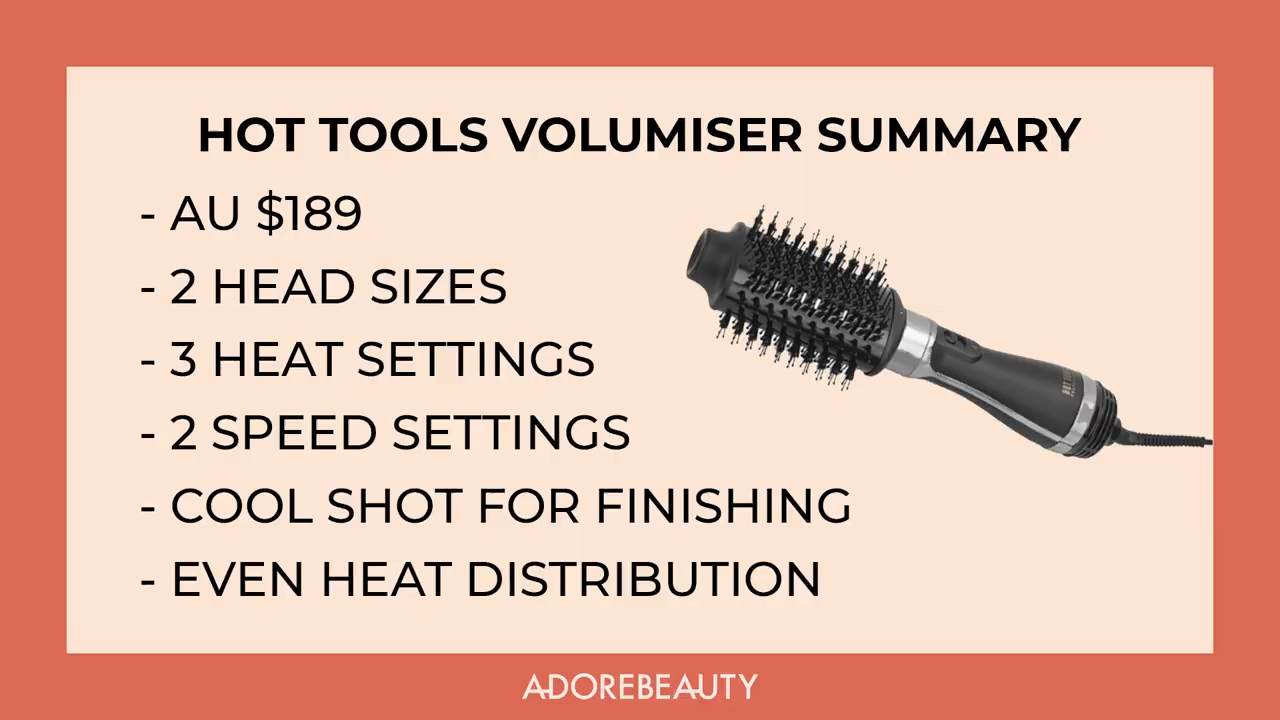 HOT TOOLS VOLUMISER SUMMARY
- AU $189
- 2 HEAD SIZES
- 3 HEAT SETTINGS
- 2 SPEED SETTINGS
- COOL SHOT FOR FINISHING
- EVEN HEAT DISTRIBUTION
ADOREBEAUTY